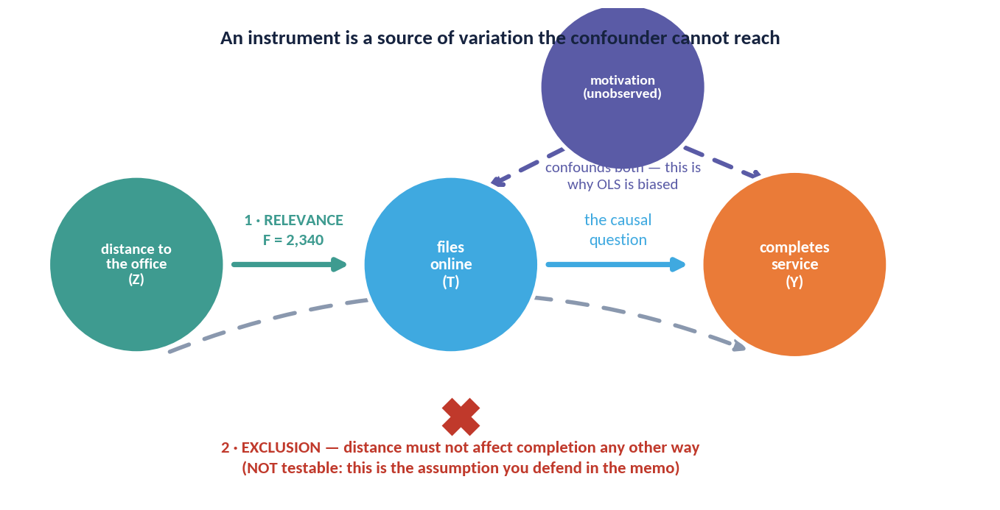 An instrument is a source of variation the confounder cannot reach
motivation
(unobserved)
confounds both — this is
why OLS is biased
1 · RELEVANCE
F = 2,340
the causal
question
distance to
the office
(Z)
files
online
(T)
completes
service
(Y)
2 · EXCLUSION — distance must not affect completion any other way
(NOT testable: this is the assumption you defend in the memo)